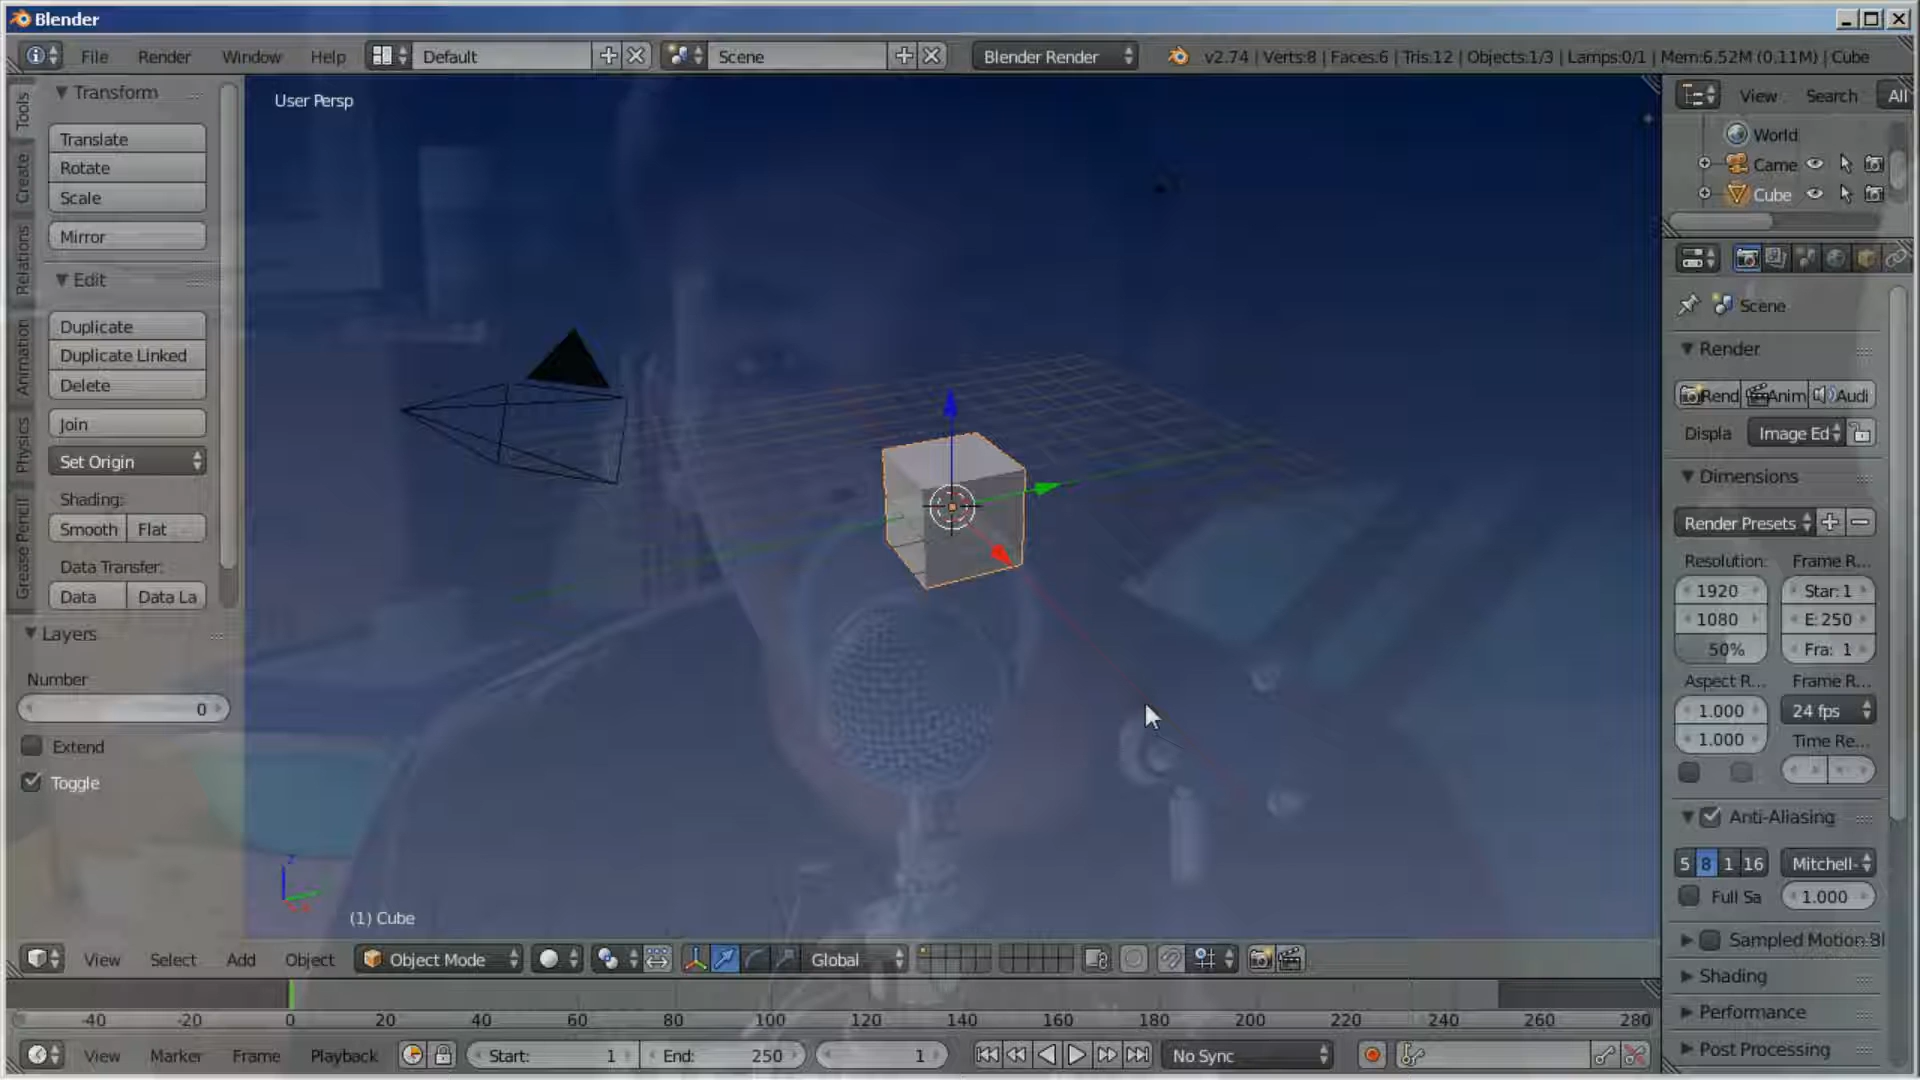 Blender
File Render Window Help Default Scene Blender Render v2.74 | Verts:8 | Faces:6 | Tris:12 | Objects:1/3 | Lamps:0/1 | Mem:6.52M (0.11M) | Cube
Tools
Create
Relations
Animation
Physics
Grease Pencil
Transform
Translate
Rotate
Scale
Mirror
Edit
Duplicate
Duplicate Linked
Delete
Join
Set Origin
Shading:
Smooth Flat
Data Transfer:
Data Data La
Layers
Number
0
Extend
Toggle
User Persp
z
(1) Cube
View Search All
World
Came
Cube
Scene
Render
Rend Anim Audi
Displa Image Ed
Dimensions
Render Presets
Resolution: Frame R...
1920 Star: 1
1080 E: 250
50% Fra: 1
Aspect R... Frame R...
1.000 24 fps
1.000 Time Re...
Anti-Aliasing
5 8 1 16 Mitchell-
Full Sa 1.000
Sampled Motion Bl
Shading
Performance
Post Processing
View Select Add Object Object Mode Global
-40 -20 0 20 40 60 80 100 120 140 160 180 200 220 240 260 280
View Marker Frame Playback Start: 1 End: 250 1 No Sync